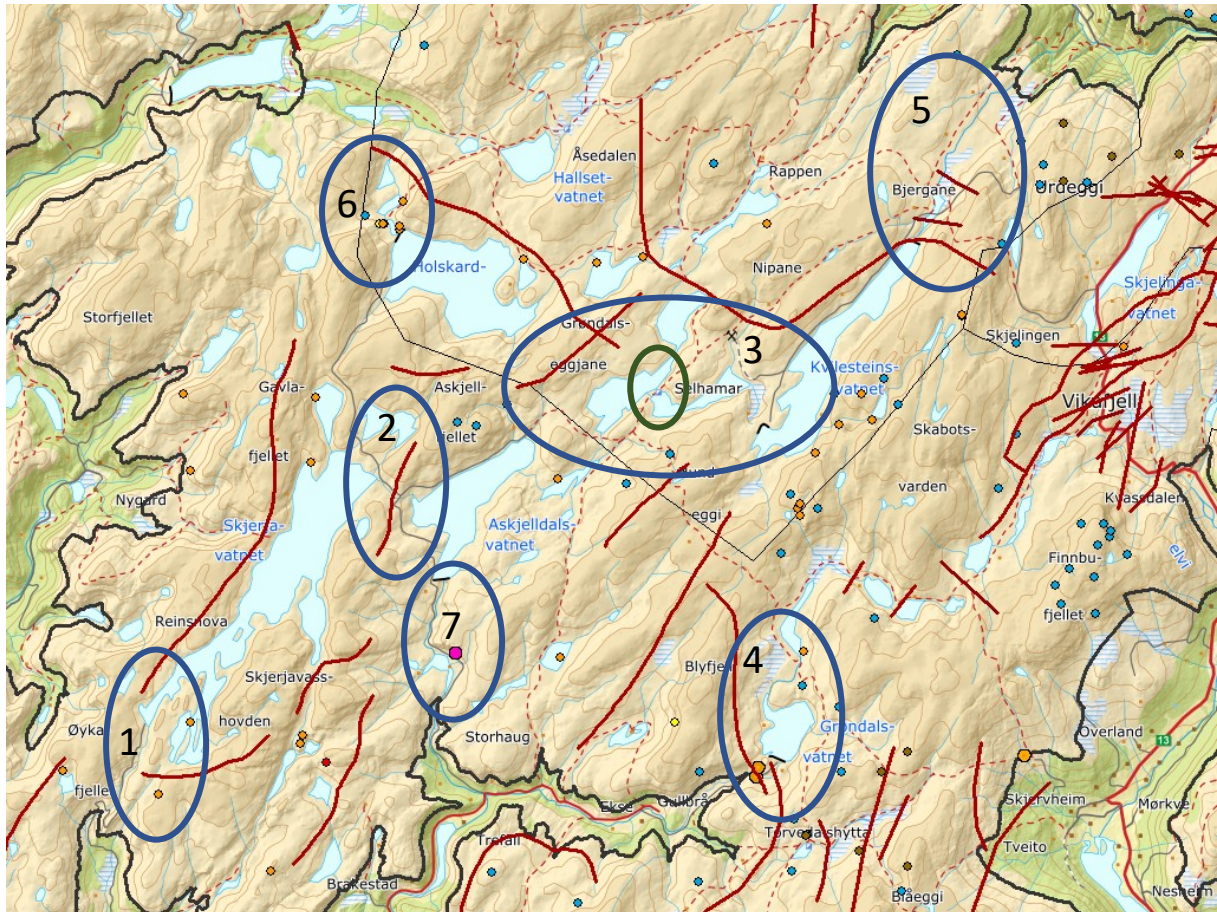 Åsedalen
5
Rappen
Hallset-
vatnet
Bjergane
6
Holskard-
Nipane
Skjelinga-
vatnet
Storfjellet
Grøndals-
eggjane
3
Skjelingen
Gavla-
fjellet
Askjell-
fjellet
Selhamar
Kvilesteins-
vatnet
Vikafjell
2
Skabots-
varden
Nygard
Skjerja-
vatnet
Askjelldals-
vatnet
eggi
Kvassdalen
elvi
Finnbu-
fjellet
Reinsnova
7
Blyfjell
4
Skjerjavass-
hovden
Øyka
fjellet
1
Storhaug
Grøndals-
vatnet
Overland
13
Ekse
Gullbrå
Skjervheim
Mørkve
Trefall
Torvedalshytta
Tveito
Brakestad
Blåeggi
Nesheim